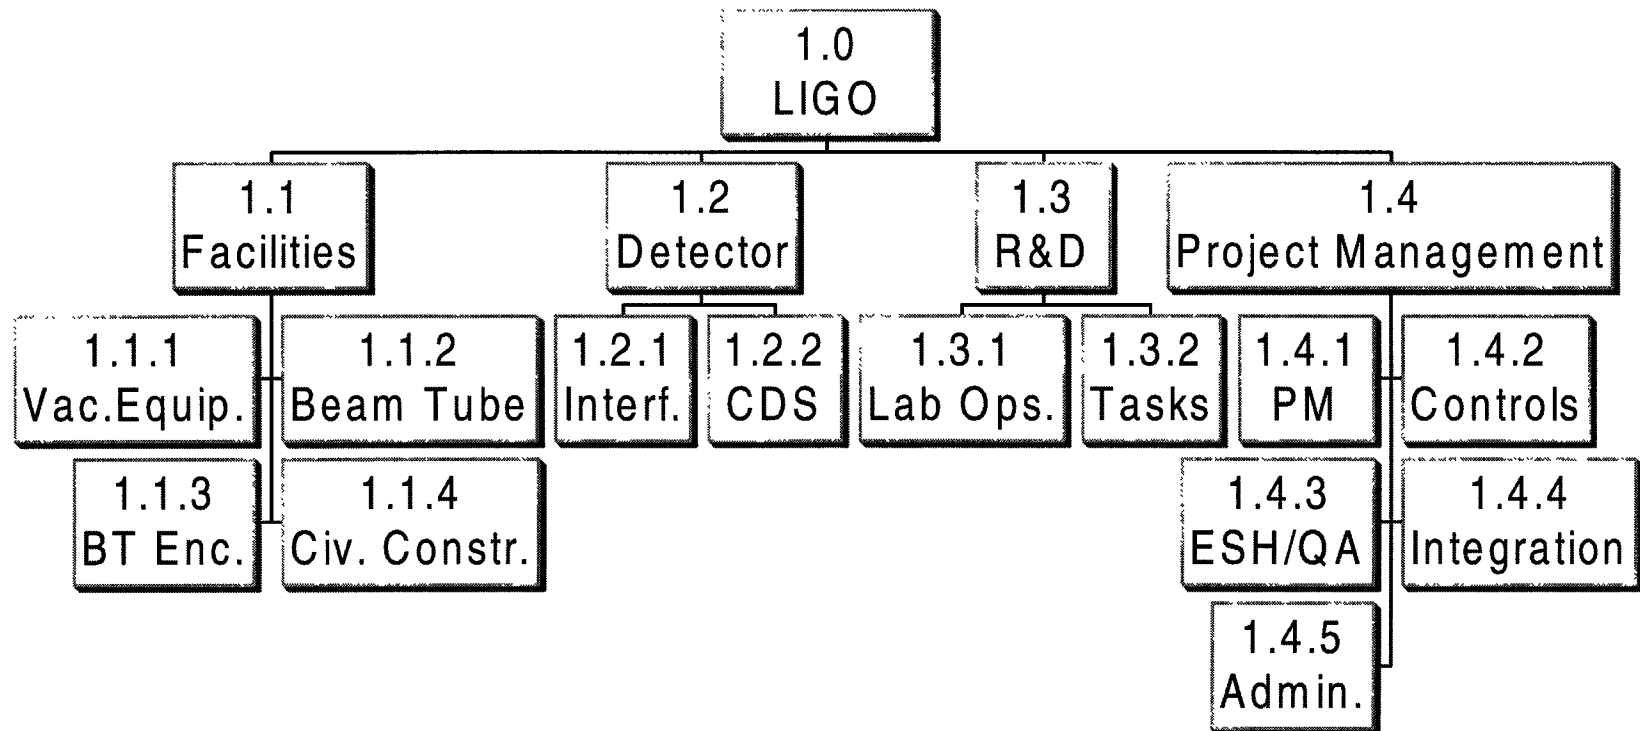 1.0
LIGO
1.1
Facilities
1.2
Detector
1.3
R&D
1.4
Project Management
1.1.1
Vac.Equip.
1.1.2
Beam Tube
1.2.1
Interf.
1.2.2
CDS
1.3.1
Lab Ops.
1.3.2
Tasks
1.4.1
PM
1.4.2
Controls
1.1.3
BT Enc.
1.1.4
Civ. Constr.
1.4.3
ESH/QA
1.4.4
Integration
1.4.5
Admin.